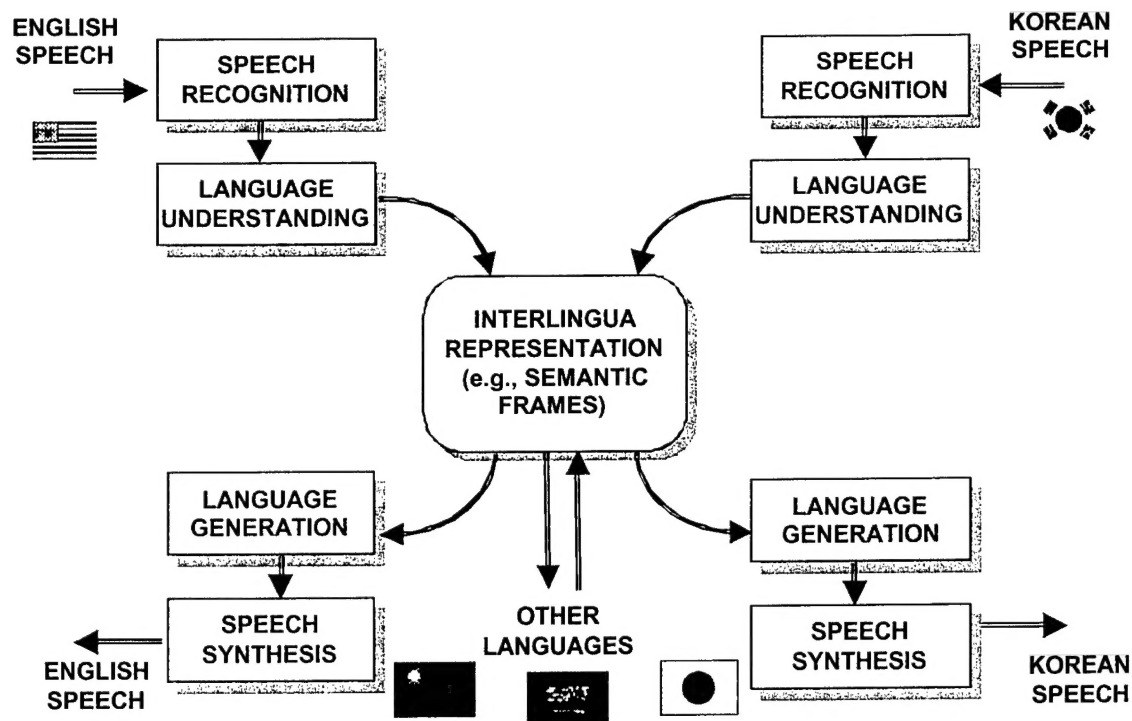 ENGLISH
SPEECH
SPEECH
RECOGNITION
LANGUAGE
UNDERSTANDING
KOREAN
SPEECH
SPEECH
RECOGNITION
LANGUAGE
UNDERSTANDING
INTERLINGUA
REPRESENTATION
(e.g., SEMANTIC
FRAMES)
LANGUAGE
GENERATION
SPEECH
SYNTHESIS
ENGLISH
SPEECH
OTHER
LANGUAGES
LANGUAGE
GENERATION
SPEECH
SYNTHESIS
KOREAN
SPEECH